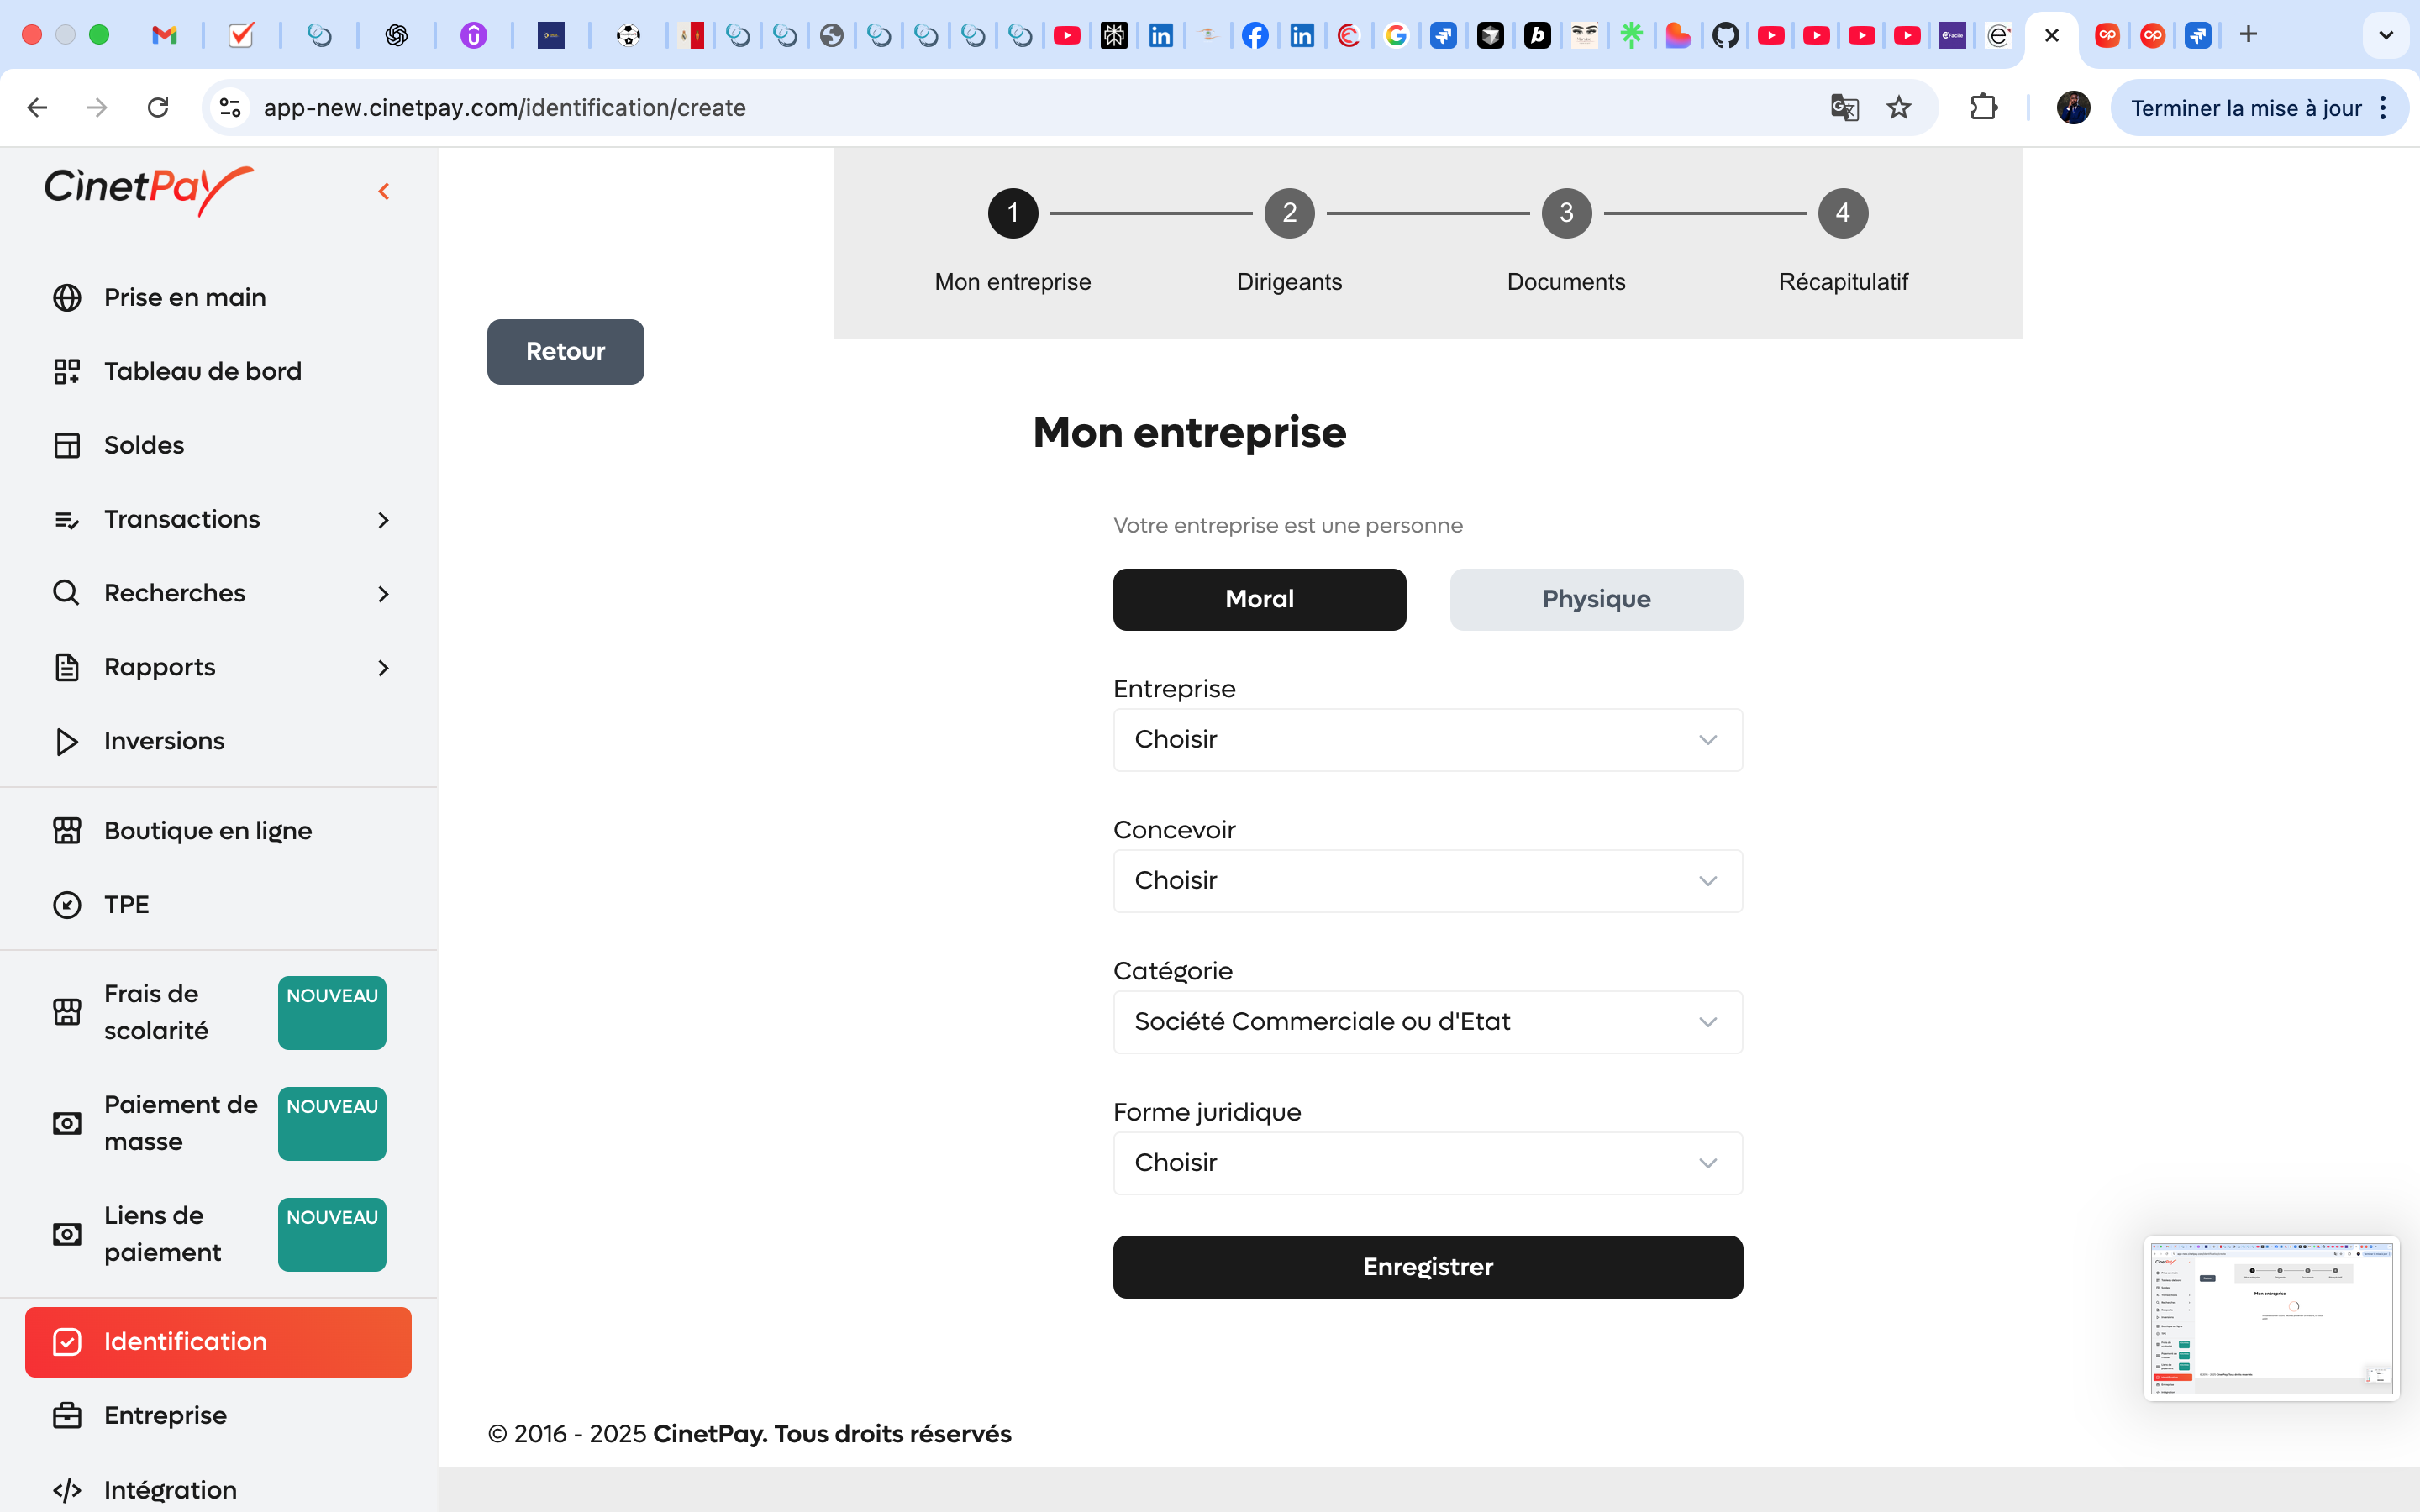 app-new.cinetpay.com/identification/create
Terminer la mise à jour
CinetPay
1
2
3
4
Mon entreprise
Dirigeants
Documents
Récapitulatif
Prise en main
Tableau de bord
Soldes
Transactions
Recherches
Rapports
Inversions
Boutique en ligne
TPE
Frais de
scolarité
NOUVEAU
Paiement de
masse
NOUVEAU
Liens de
paiement
NOUVEAU
Identification
Entreprise
Intégration
Retour
Mon entreprise
Votre entreprise est une personne
Moral
Physique
Entreprise
Choisir
Concevoir
Choisir
Catégorie
Société Commerciale ou d'Etat
Forme juridique
Choisir
Enregistrer
© 2016 - 2025 CinetPay. Tous droits réservés